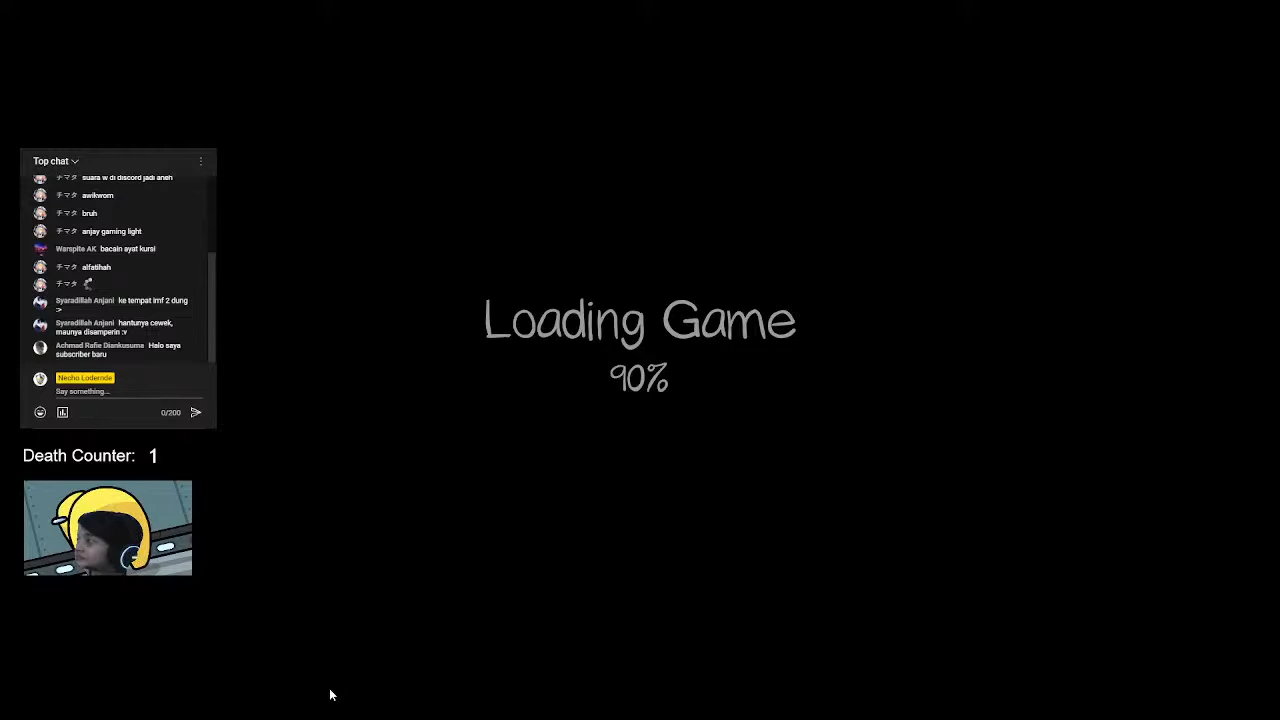 Top chat
チマタ suara w di discord jadi aneh
チマタ awikwom
チマタ bruh
チマタ anjay gaming light
Warspite AK bacain ayat kursi
チマタ alfatihah
チマタ
Syaradillah Anjani ke tempat imf 2 dung
:>
Syaradillah Anjani hantunya cewek,
maunya disamperin :v
Achmad Rafie Diankusuma Halo saya
subscriber baru
Necho Lodernde
Say something...
0/200
Death Counter: 1
Loading Game
90%